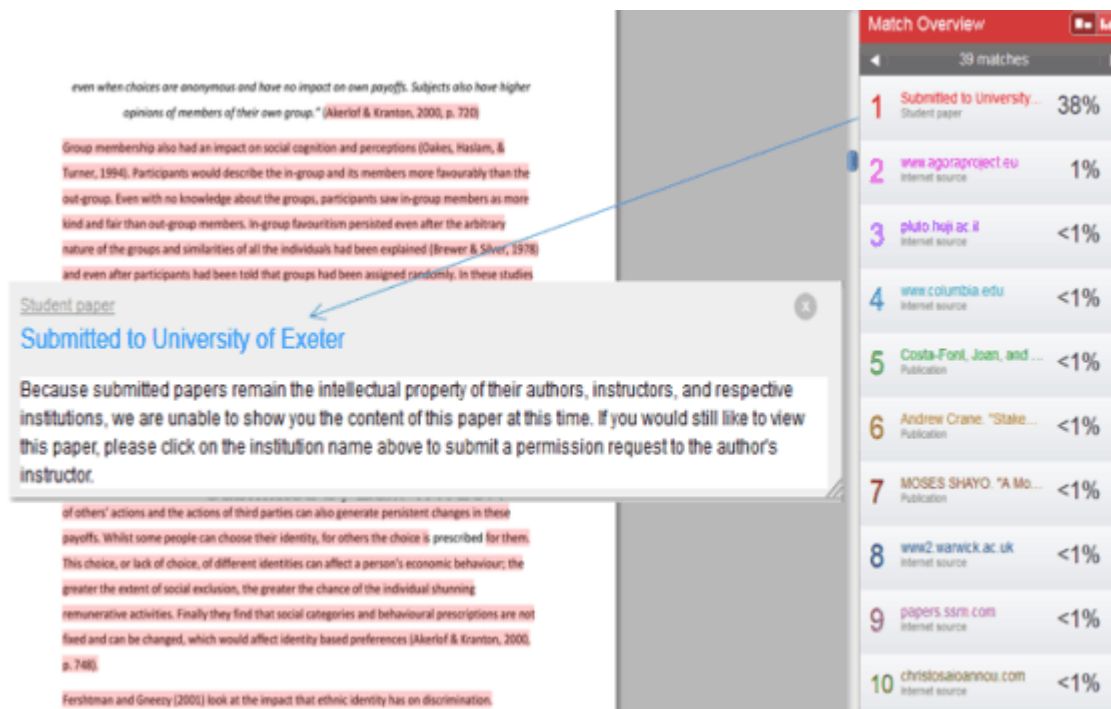 even when choices are anonymous and have no impact on own payoffs. Subjects also have higher
opinions of members of their own group." (Akerlof & Kranton, 2000, p. 720)
Group membership also had an impact on social cognition and perceptions (Oakes, Haslam, &
Turner, 1994). Participants would describe the in-group and its members more favourably than the
out-group. Even with no knowledge about the groups, participants saw in-group members as more
kind and fair than out-group members. In-group favouritism persisted even after the arbitrary
nature of the groups and similarities of all the individuals had been explained (Brewer & Silver, 1978)
and even after participants had been told that groups had been assigned randomly. In these studies
Student paper
Submitted to University of Exeter
Because submitted papers remain the intellectual property of their authors, instructors, and respective
institutions, we are unable to show you the content of this paper at this time. If you would still like to view
this paper, please click on the institution name above to submit a permission request to the author's
instructor.
of others' actions and the actions of third parties can also generate persistent changes in these
payoffs. Whilst some people can choose their identity, for others the choice is prescribed for them.
This choice, or lack of choice, of different identities can affect a person's economic behaviour; the
greater the extent of social exclusion, the greater the chance of the individual shunning
remunerative activities. Finally they find that social categories and behavioural prescriptions are not
fixed and can be changed, which would affect identity based preferences (Akerlof & Kranton, 2000,
p. 748).
Fershtman and Gneezy (2001) look at the impact that ethnic identity has on discrimination.
Match Overview
39 matches
1 Submitted to University... 38%
Student paper
2 www.agoraproject.eu 1%
Internet source
3 pluto.huji.ac.il <1%
Internet source
4 www.columbia.edu <1%
Internet source
5 Costa-Font, Joan, and ... <1%
Publication
6 Andrew Crane. "Stake... <1%
Publication
7 MOSES SHAYO. "A Mo... <1%
Publication
8 www2.warwick.ac.uk <1%
Internet source
9 papers.ssrn.com <1%
Internet source
10 christosaioannou.com <1%
Internet source